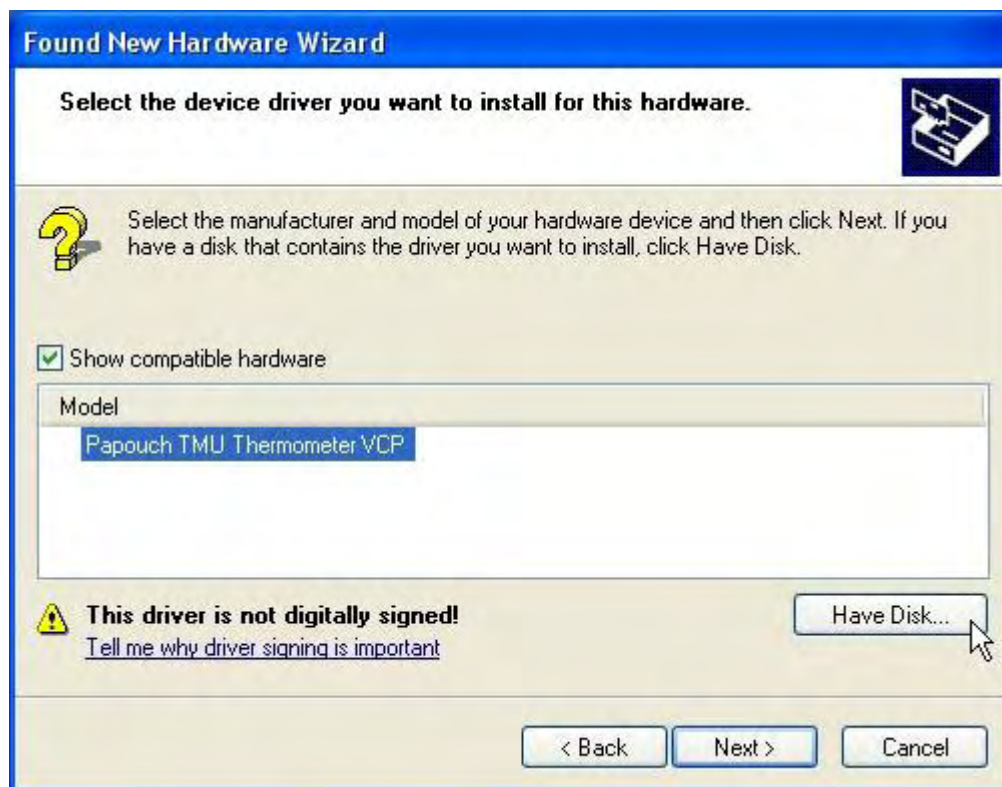 Found New Hardware Wizard
Select the device driver you want to install for this hardware.
Select the manufacturer and model of your hardware device and then click Next. If you
have a disk that contains the driver you want to install, click Have Disk.
Show compatible hardware
Model
Papouch TMU Thermometer VCP
This driver is not digitally signed!
Have Disk...
Tell me why driver signing is important
< Back
Next >
Cancel